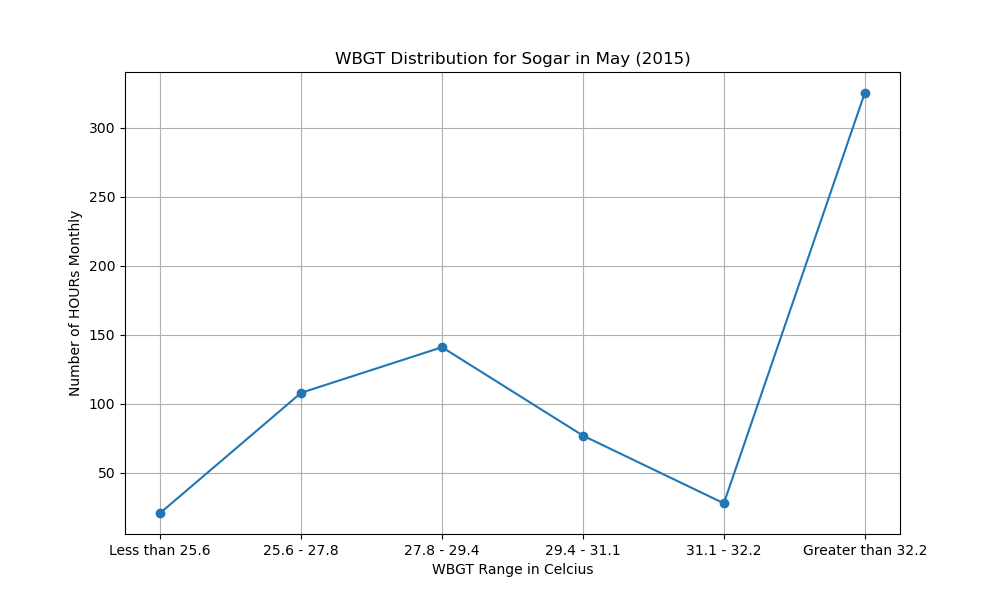 WBGT Distribution for Sogar in May (2015)
Number of HOURs Monthly
300
250
200
150
100
50
Less than 25.6
25.6 - 27.8
27.8 - 29.4
29.4 - 31.1
31.1 - 32.2
Greater than 32.2
WBGT Range in Celcius